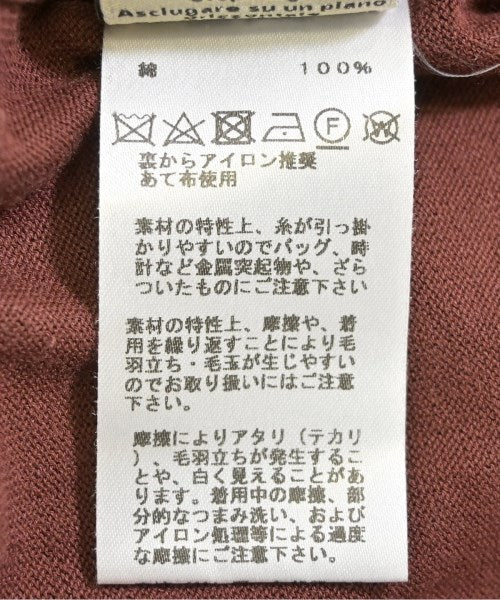 Asciugare su un piano
綿 100%
F W
裏からアイロン推奨
あて布使用
素材の特性上、糸が引っ掛
かりやすいのでバッグ、時
計など金属突起物や、ざら
ついたものにご注意下さい
素材の特性上、摩擦や、着
用を繰り返すことにより毛
羽立ち・毛玉が生じやすい
のでお取り扱いにはご注意
下さい。
摩擦によりアタリ（テカリ
）、毛羽立ちが発生するこ
とや、白く見えることがあ
ります。着用中の摩擦、部
分的なつまみ洗い、および
アイロン処理等による過度
な摩擦にご注意下さい。